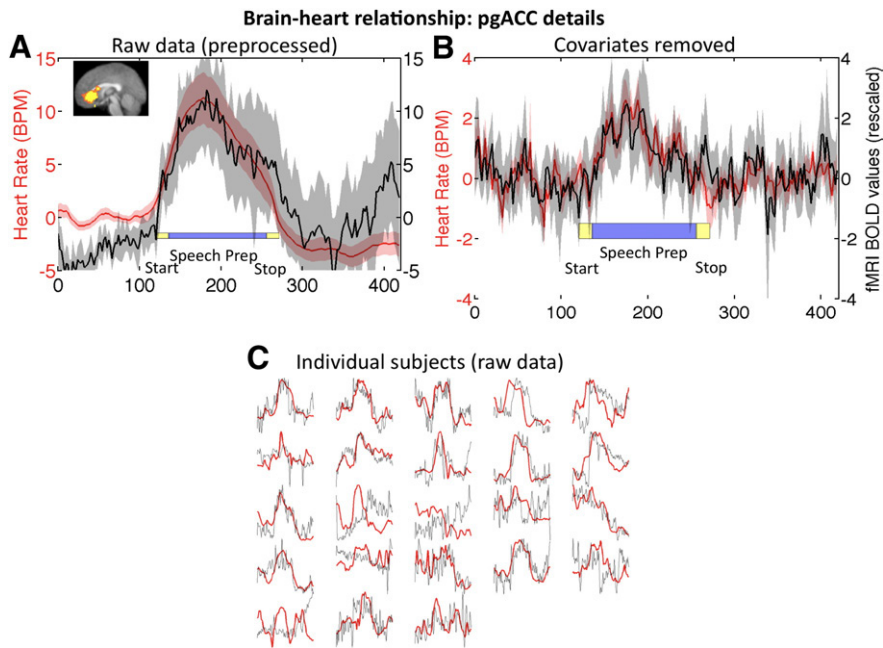 Brain-heart relationship: pgACC details
A
Raw data (preprocessed)
15
10
5
0
-5
Heart Rate (BPM)
15
10
5
0
-5
Start
Speech Prep
Stop
0
100
200
300
400
B
Covariates removed
4
2
0
-2
-4
Heart Rate (BPM)
4
2
0
-2
-4
fMRI BOLD values (rescaled)
Start
Speech Prep
Stop
0
100
200
300
400
C
Individual subjects (raw data)